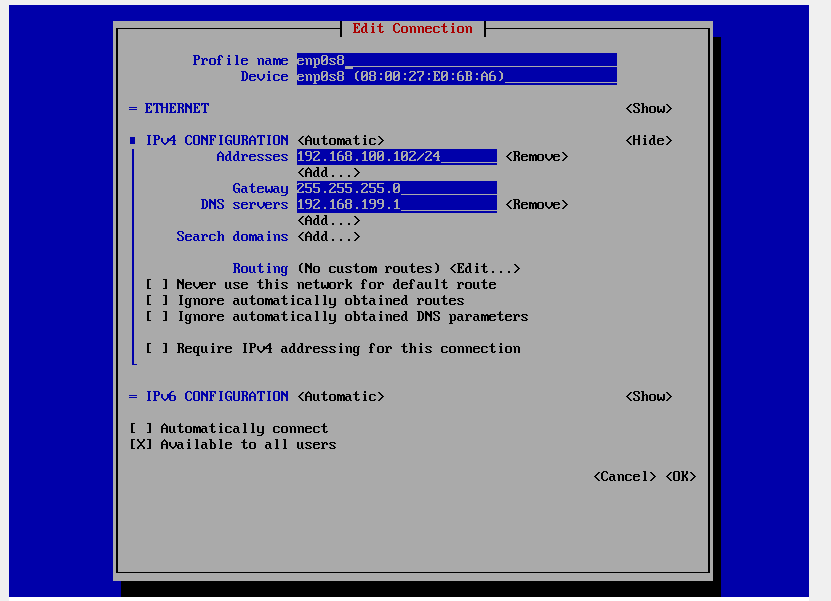 Edit Connection
Profile name enp0s8
Device enp0s8 (08:00:27:E0:6B:A6)
= ETHERNET <Show>
IPv4 CONFIGURATION <Automatic> <Hide>
Addresses 192.168.100.102/24 <Remove>
<Add...>
Gateway 255.255.255.0
DNS servers 192.168.199.1 <Remove>
<Add...>
Search domains <Add...>
Routing (No custom routes) <Edit...>
[ ] Never use this network for default route
[ ] Ignore automatically obtained routes
[ ] Ignore automatically obtained DNS parameters
[ ] Require IPv4 addressing for this connection
= IPv6 CONFIGURATION <Automatic> <Show>
[ ] Automatically connect
[X] Available to all users
<Cancel> <OK>